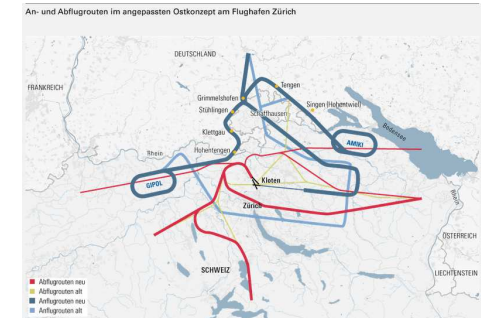 An- und Abflugrouten im angepassten Ostkonzept am Flughafen Zürich
DEUTSCHLAND
FRANKREICH
Tengen
Grimmelshofen
Singen (Hohentwiel)
Stühlingen
Schaffhausen
Klettgau
Bodensee
AMIKI
Rhein
Hohentengen
GIPOL
Kloten
Zürich
Rhein
ÖSTERREICH
SCHWEIZ
LIECHTENSTEIN
Abflugrouten neu
Abflugrouten alt
Anflugrouten neu
Anflugrouten alt